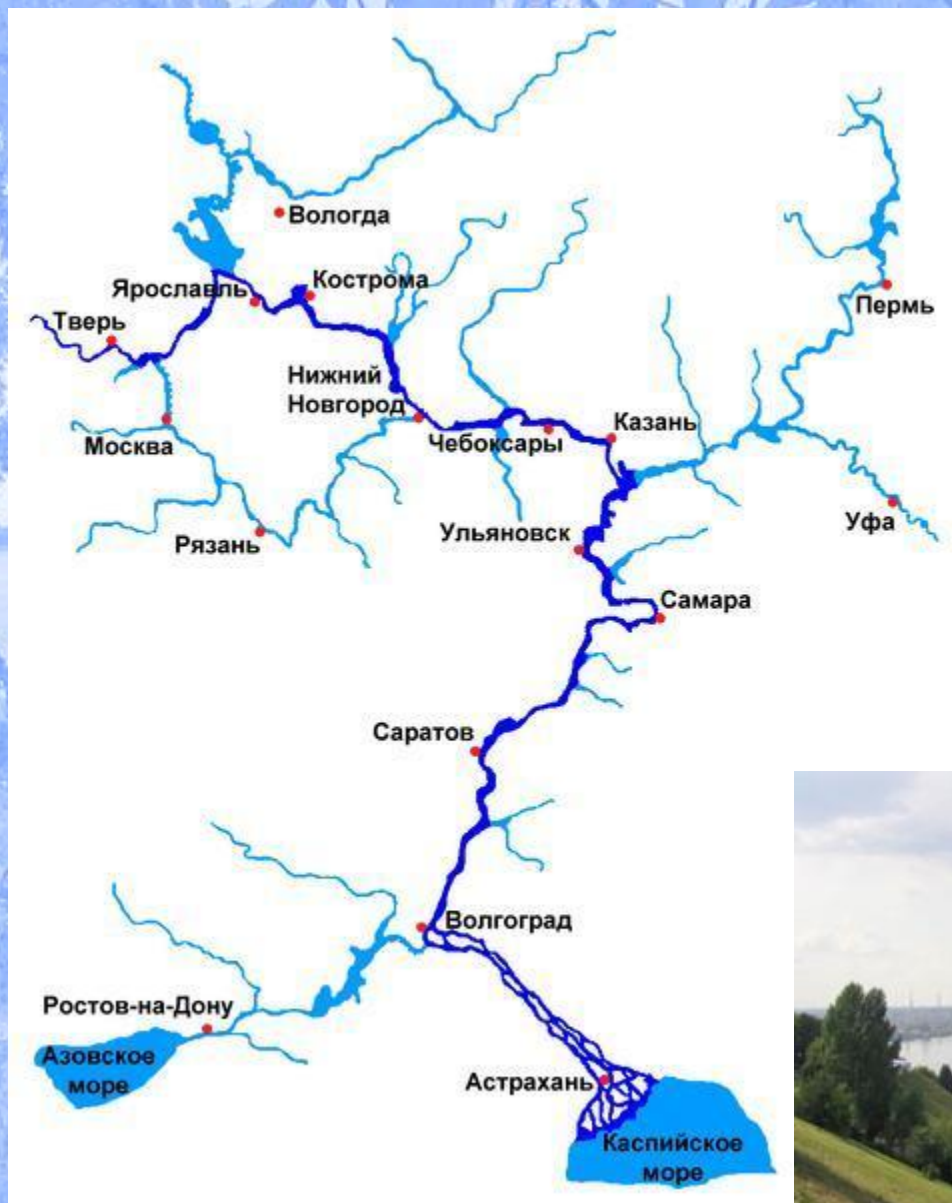 Вологда
Кострома
Ярославль
Пермь
Тверь
Нижний
Новгород
Казань
Чебоксары
Москва
Уфа
Ульяновск
Рязань
Самара
Саратов
Волгоград
Ростов-на-Дону
Азовское
море
Астрахань
Каспийское
море